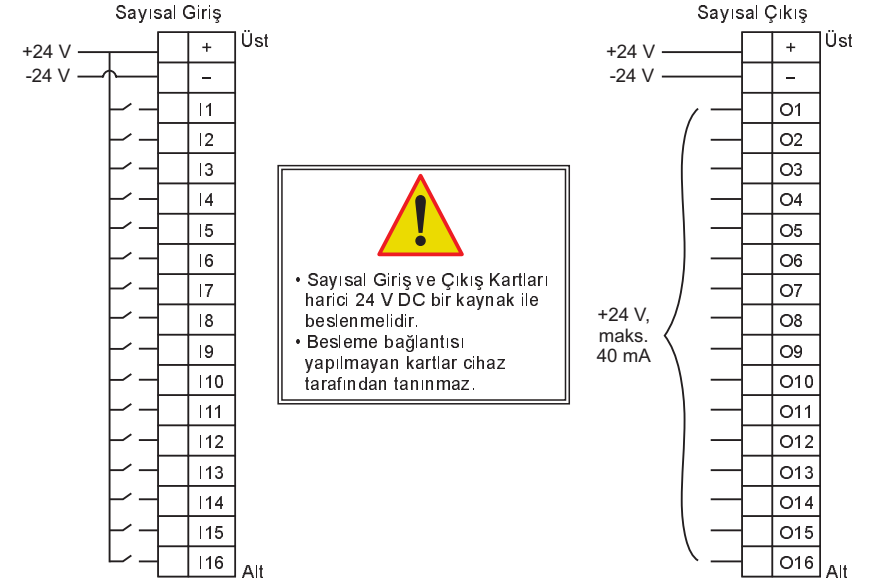 Sayısal Giriş
+24 V
-24 V
+
Üst
–
I1
I2
I3
I4
I5
I6
I7
I8
I9
I10
I11
I12
I13
I14
I15
I16
Alt
• Sayısal Giriş ve Çıkış Kartları
harici 24 V DC bir kaynak ile
beslenmelidir.
• Besleme bağlantısı
yapılmayan kartlar cihaz
tarafından tanınmaz.
Sayısal Çıkış
+24 V
-24 V
+
Üst
–
O1
O2
O3
O4
O5
O6
O7
O8
O9
O10
O11
O12
O13
O14
O15
O16
Alt
+24 V,
maks.
40 mA